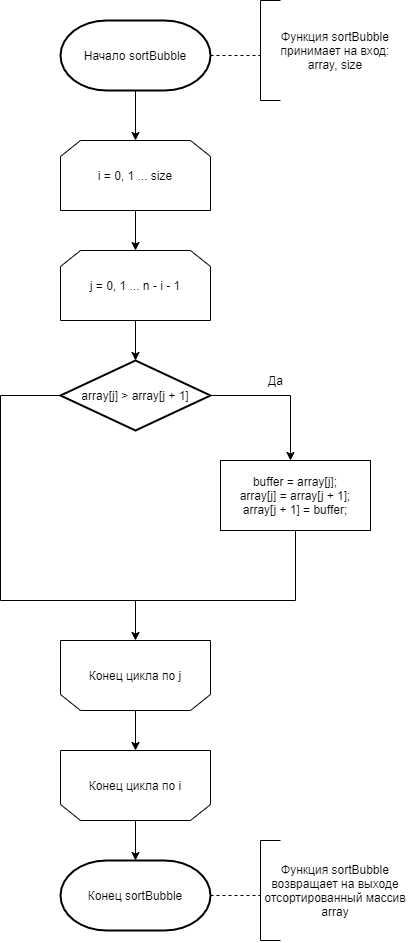 Начало sortBubble
Функция sortBubble
принимает на вход:
array, size
i = 0, 1 ... size
j = 0, 1 ... n - i - 1
array[j] > array[j + 1]
Да
buffer = array[j];
array[j] = array[j + 1];
array[j + 1] = buffer;
Конец цикла по j
Конец цикла по i
Конец sortBubble
Функция sortBubble
возвращает на выходе
отсортированный массив
array